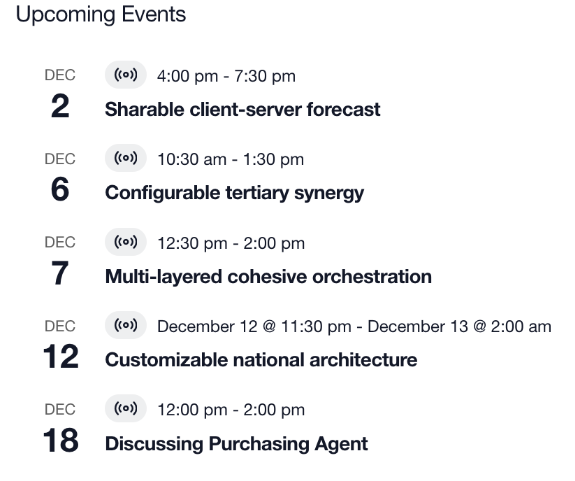 Upcoming Events
DEC
4:00 pm - 7:30 pm
2
Sharable client-server forecast
DEC
10:30 am - 1:30 pm
6
Configurable tertiary synergy
DEC
12:30 pm - 2:00 pm
7
Multi-layered cohesive orchestration
DEC
December 12 @ 11:30 pm - December 13 @ 2:00 am
12
Customizable national architecture
DEC
12:00 pm - 2:00 pm
18
Discussing Purchasing Agent